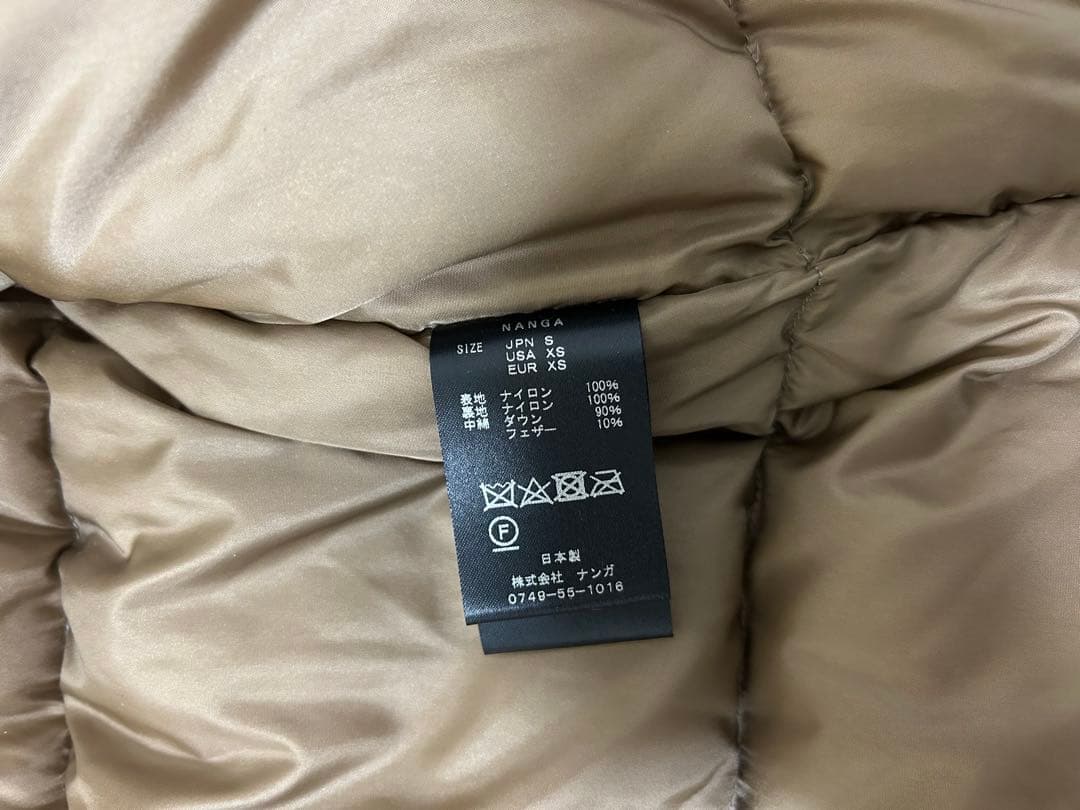 NANGA
SIZE JPN S
USA XS
EUR XS
表地 ナイロン 100%
裏地 ナイロン 100%
中綿 ダウン 90%
フェザー 10%
F
日本製
株式会社 ナンガ
0749-55-1016